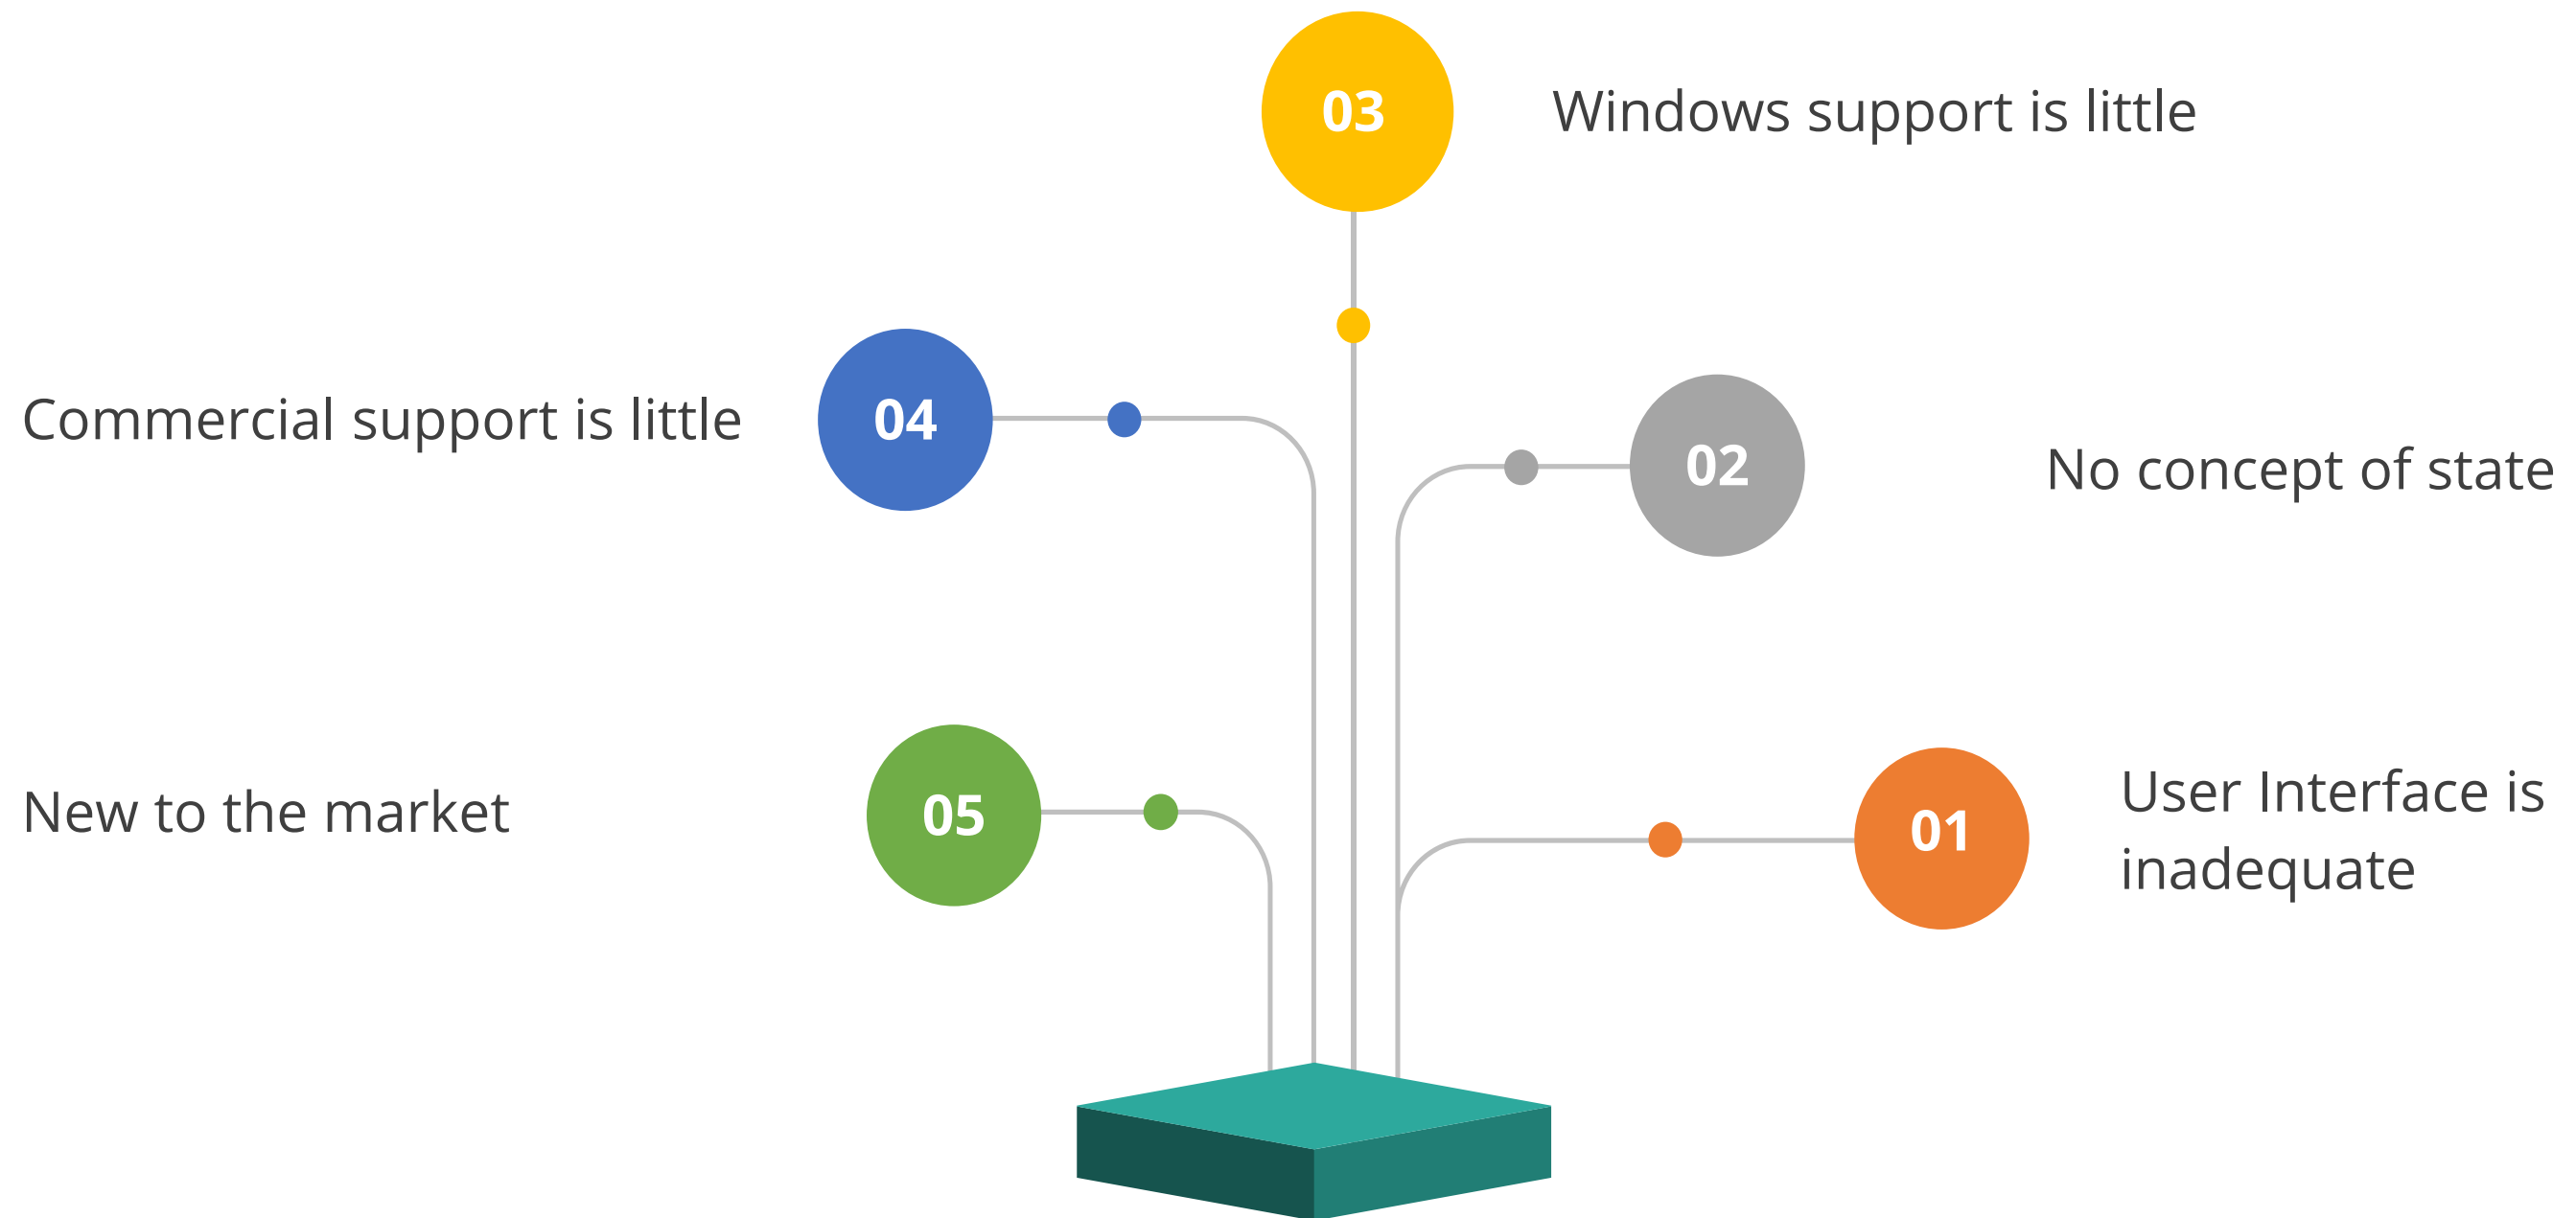 03
Windows support is little
04
Commercial support is little
02
No concept of state
05
New to the market
01
User Interface is
inadequate